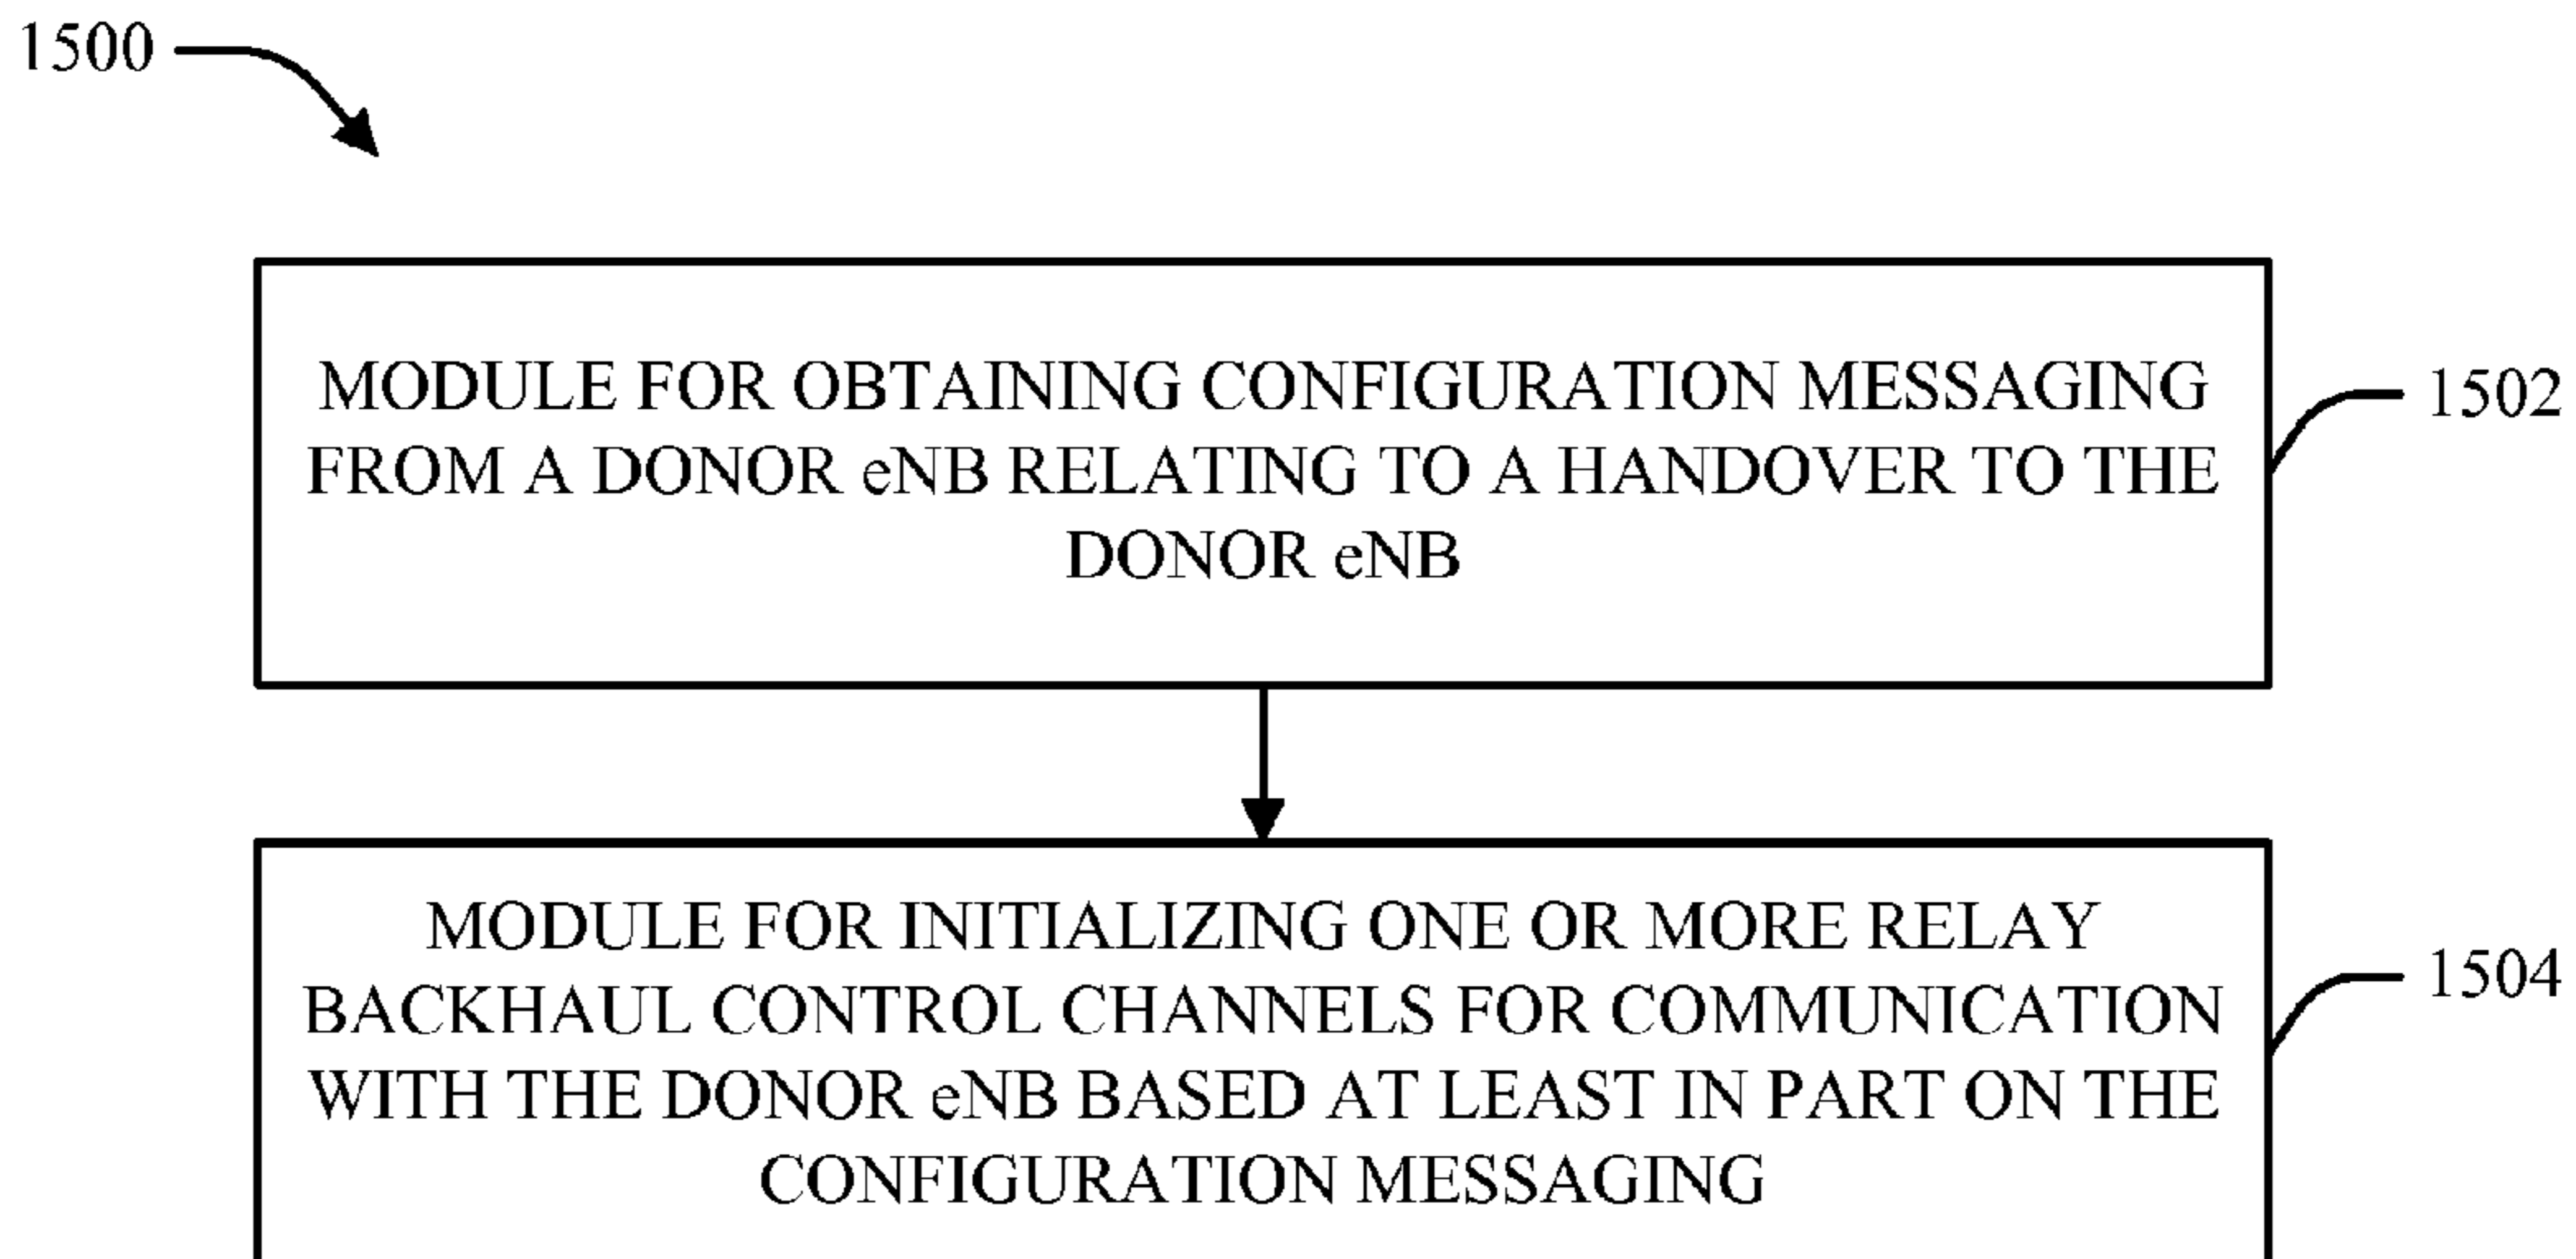 1500
MODULE FOR OBTAINING CONFIGURATION MESSAGING
FROM A DONOR eNB RELATING TO A HANDOVER TO THE
DONOR eNB
1502
MODULE FOR INITIALIZING ONE OR MORE RELAY
BACKHAUL CONTROL CHANNELS FOR COMMUNICATION
WITH THE DONOR eNB BASED AT LEAST IN PART ON THE
CONFIGURATION MESSAGING
1504